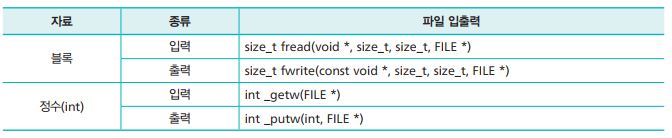 자료 종류 파일 입출력
블록 입력 size_t fread(void *, size_t, size_t, FILE *)
출력 size_t fwrite(const void *, size_t, size_t, FILE *)
정수(int) 입력 int _getw(FILE *)
출력 int _putw(int, FILE *)